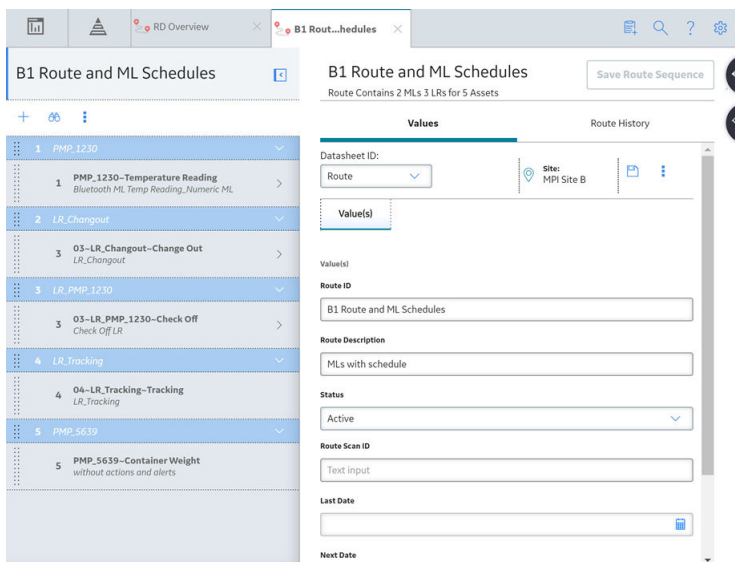 RD Overview
B1 Rout...hedules
B1 Route and ML Schedules
1 PMP_1230
1 PMP_1230~Temperature Reading
Bluetooth ML Temp Reading_Numeric ML
2 LR_Changout
3 03~LR_Changout~Change Out
LR_Changout
3 LR_PMP_1230
3 03~LR_PMP_1230~Check Off
Check Off LR
4 LR_Tracking
4 04~LR_Tracking~Tracking
LR_Tracking
5 PMP_5639
5 PMP_5639~Container Weight
without actions and alerts
B1 Route and ML Schedules
Route Contains 2 MLs 3 LRs for 5 Assets
Save Route Sequence
Values
Route History
Datasheet ID:
Route
Site:
MPI Site B
Value(s)
Value(s)
Route ID
B1 Route and ML Schedules
Route Description
MLs with schedule
Status
Active
Route Scan ID
Text input
Last Date
Next Date